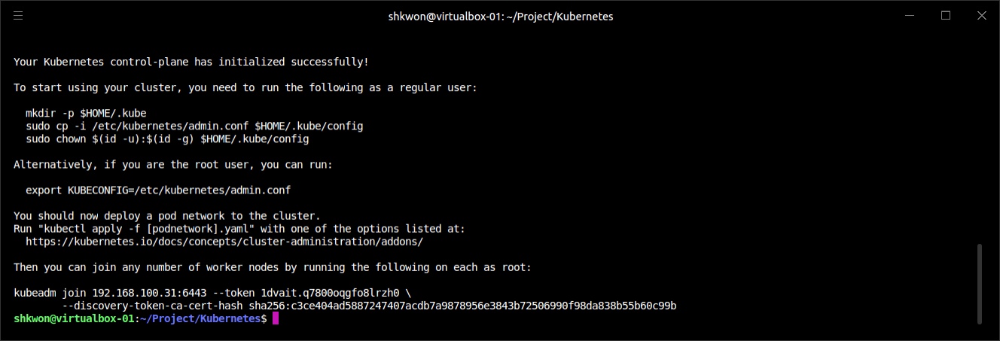 shkwon@virtualbox-01: ~/Project/Kubernetes
Your Kubernetes control-plane has initialized successfully!
To start using your cluster, you need to run the following as a regular user:
mkdir -p $HOME/.kube
sudo cp -i /etc/kubernetes/admin.conf $HOME/.kube/config
sudo chown $(id -u):$(id -g) $HOME/.kube/config
Alternatively, if you are the root user, you can run:
export KUBECONFIG=/etc/kubernetes/admin.conf
You should now deploy a pod network to the cluster.
Run "kubectl apply -f [podnetwork].yaml" with one of the options listed at:
https://kubernetes.io/docs/concepts/cluster-administration/addons/
Then you can join any number of worker nodes by running the following on each as root:
kubeadm join 192.168.100.31:6443 --token 1dvait.q7800oqgfo8lrzh0 \
--discovery-token-ca-cert-hash sha256:c3ce404ad5887247407acdb7a9878956e3843b72506990f98da838b55b60c99b
shkwon@virtualbox-01:~/Project/Kubernetes$